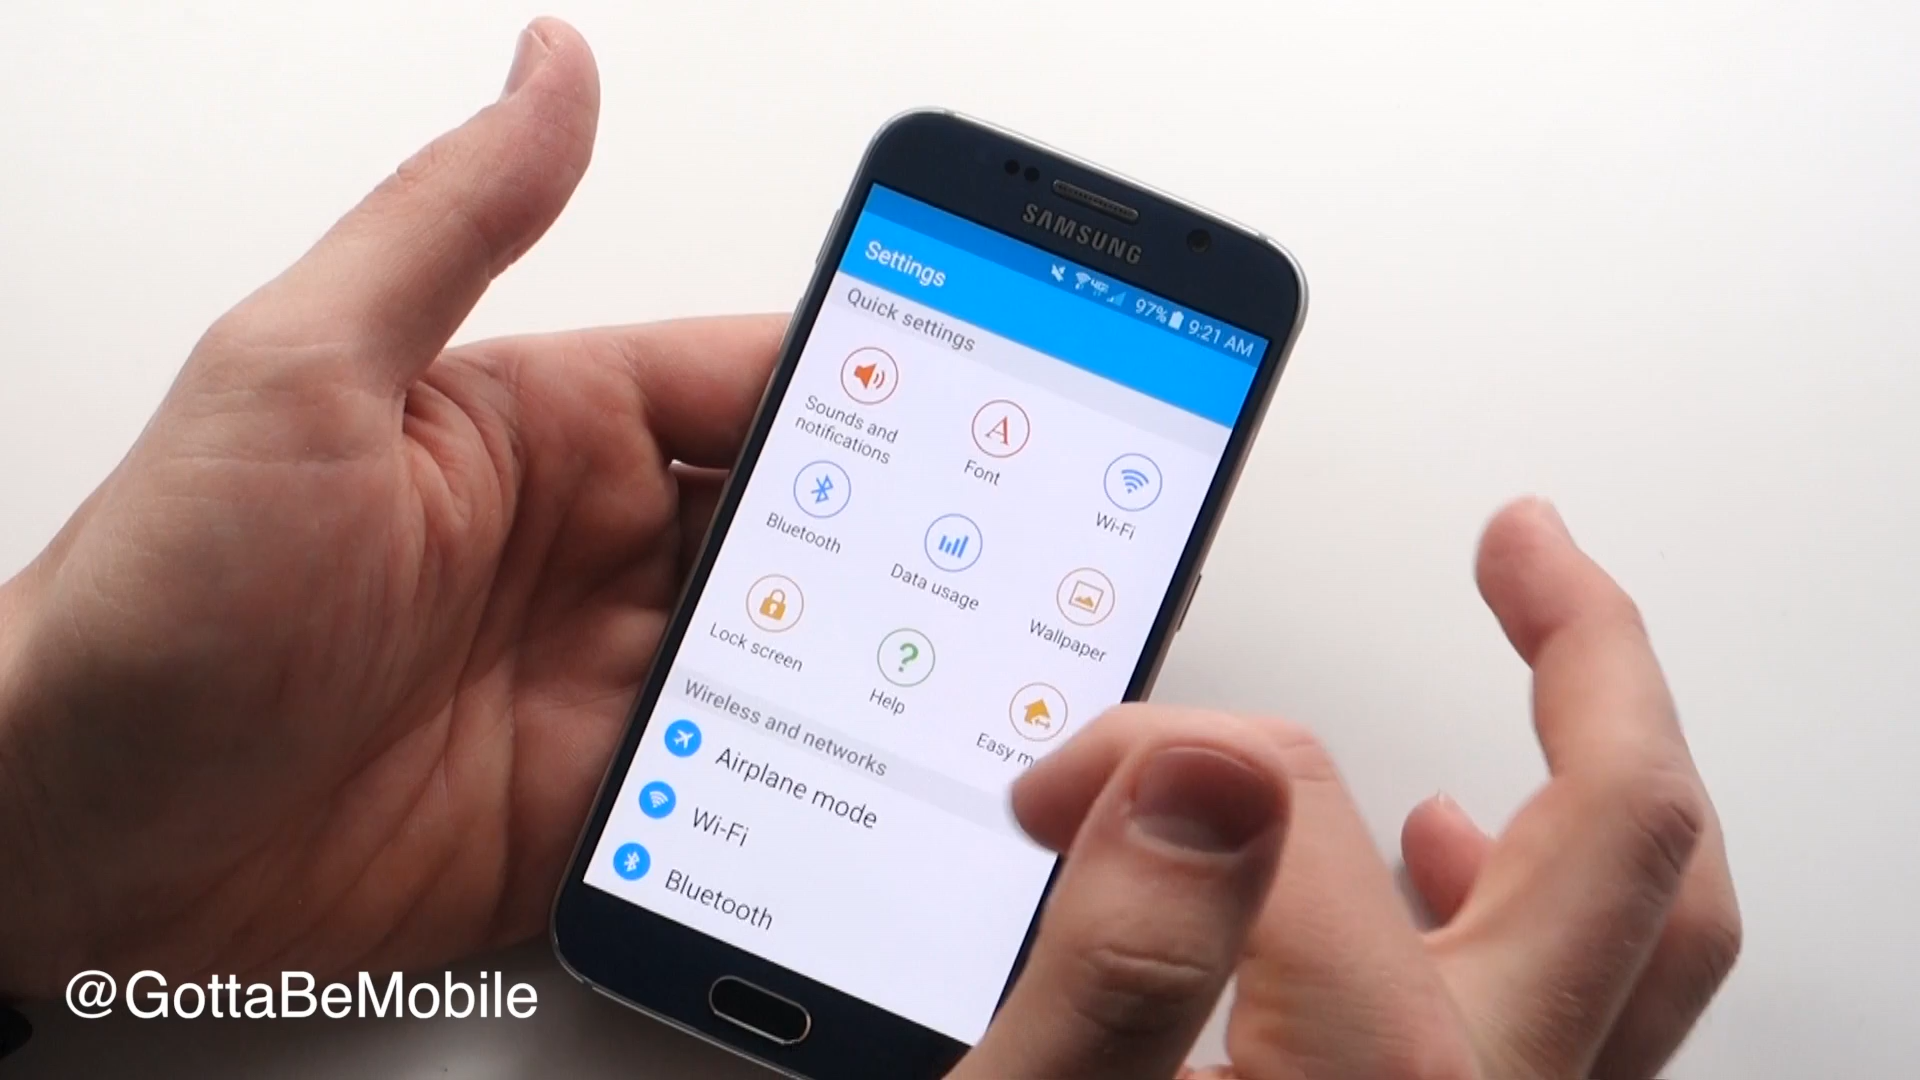 SAMSUNG
97% 9:21 AM
Settings
Quick settings
Sounds and
notifications
A
Font
Wi-Fi
Bluetooth
Data usage
Wallpaper
Lock screen
?
Help
Easy m
Wireless and networks
Airplane mode
Wi-Fi
Bluetooth
@GottaBeMobile